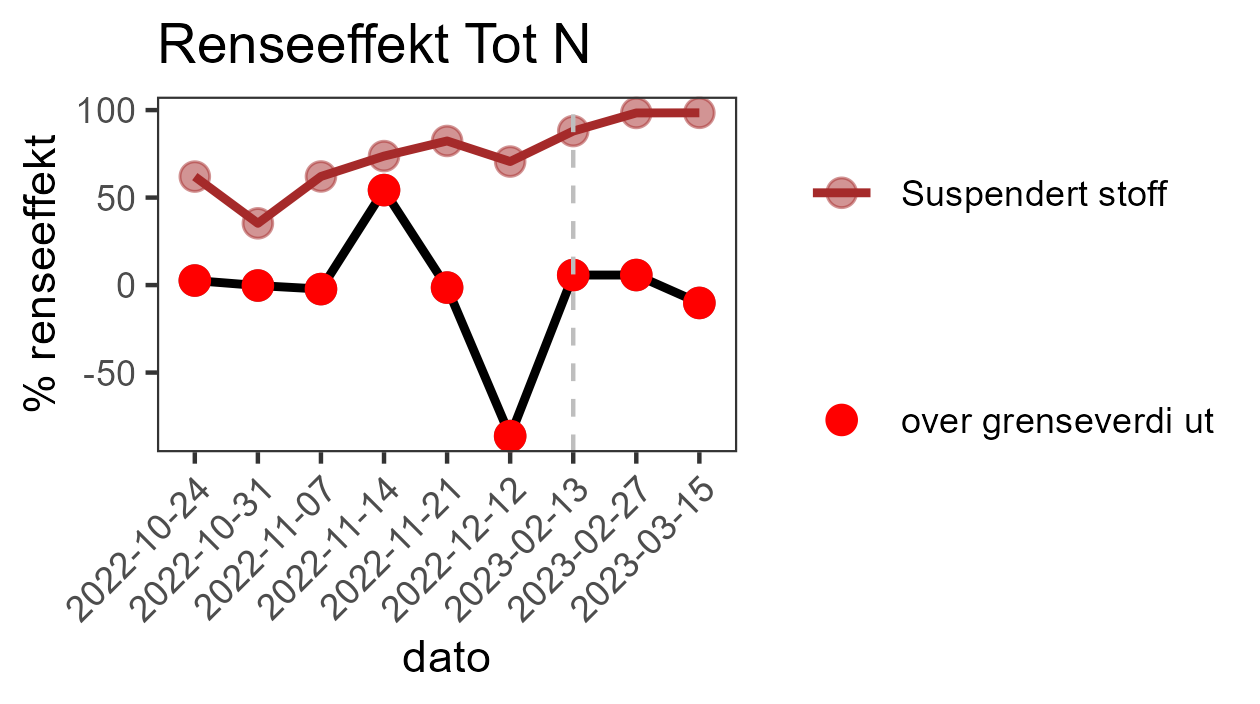 Renseeffekt Tot N
% renseeffekt
100
50
0
-50
2022-10-24
2022-10-31
2022-11-07
2022-11-14
2022-11-21
2022-12-12
2023-02-13
2023-02-27
2023-03-15
dato
Suspendert stoff
over grenseverdi ut